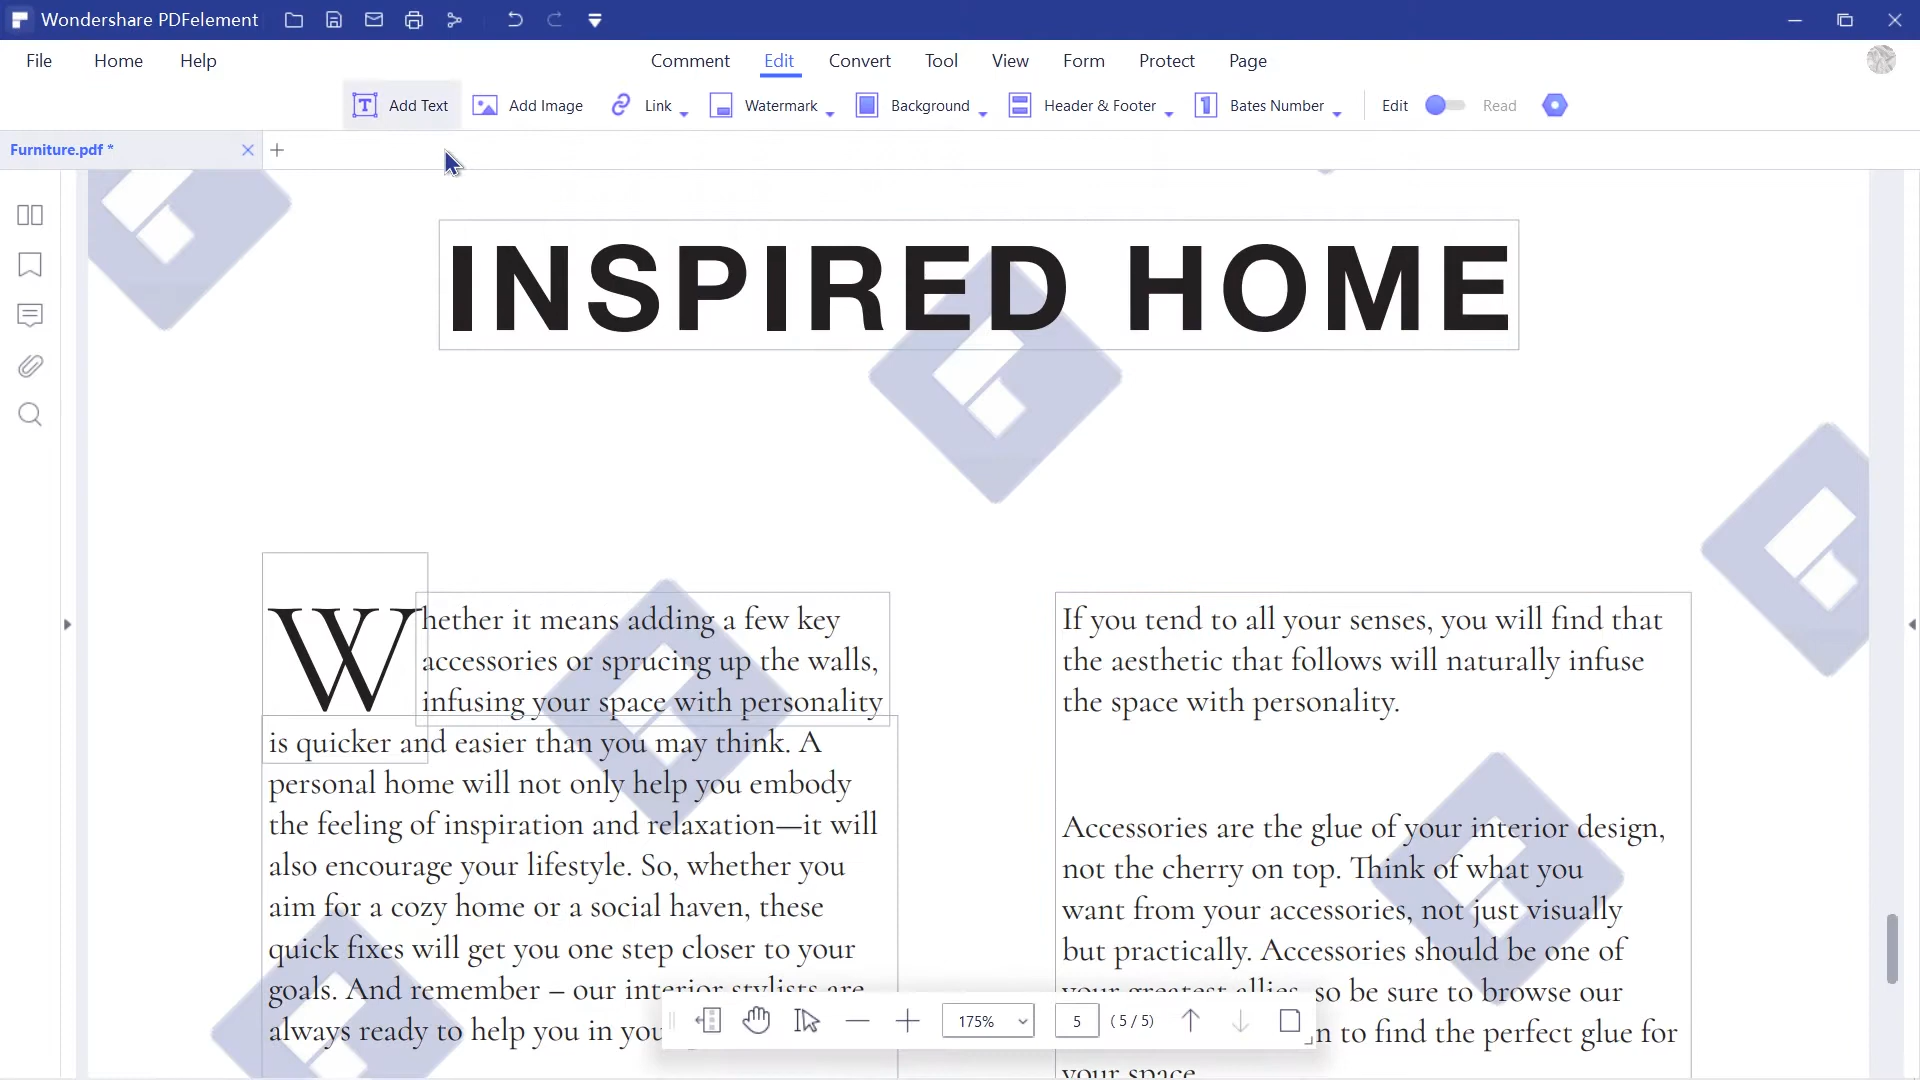 Wondershare PDFelement
File Home Help Comment Edit Convert Tool View Form Protect Page
Add Text Add Image Link Watermark Background Header & Footer Bates Number Edit Read
Furniture.pdf *
INSPIRED HOME
Whether it means adding a few key
accessories or sprucing up the walls,
infusing your space with personality
is quicker and easier than you may think. A
personal home will not only help you embody
the feeling of inspiration and relaxation—it will
also encourage your lifestyle. So, whether you
aim for a cozy home or a social haven, these
quick fixes will get you one step closer to your
goals. And remember – our interior stylists are
always ready to help you in you
If you tend to all your senses, you will find that
the aesthetic that follows will naturally infuse
the space with personality.
Accessories are the glue of your interior design,
not the cherry on top. Think of what you
want from your accessories, not just visually
but practically. Accessories should be one of
your greatest allies, so be sure to browse our
n to find the perfect glue for
your space
175% 5 (5/5)